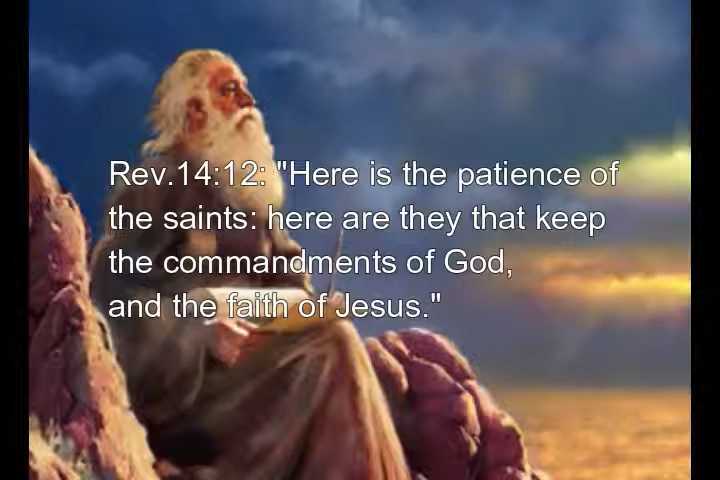 Rev.14:12: "Here is the patience of
the saints: here are they that keep
the commandments of God,
and the faith of Jesus."